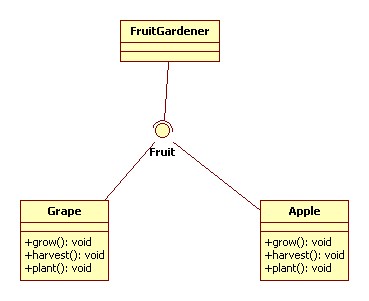 FruitGardener
Fruit
Grape
+grow(): void
+harvest(): void
+plant(): void
Apple
+grow(): void
+harvest(): void
+plant(): void